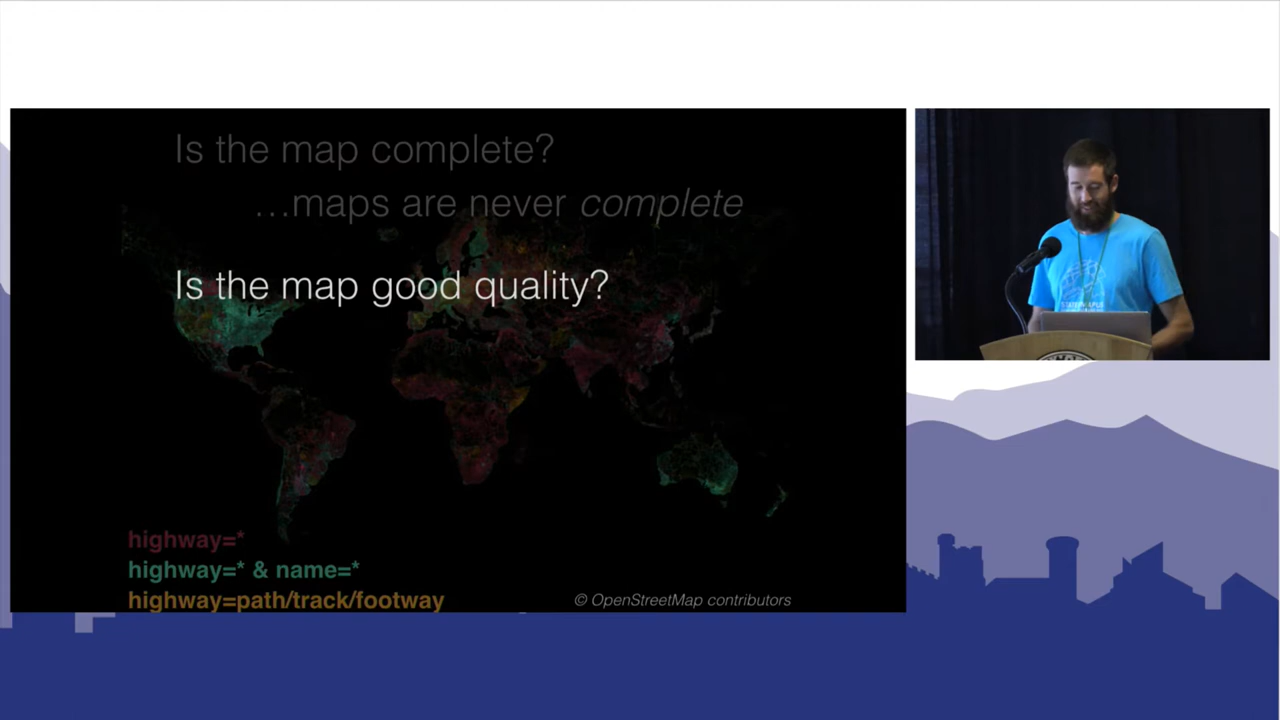 Is the map complete?
…maps are never complete
Is the map good quality?
highway=*
highway=* & name=*
highway=path/track/footway
© OpenStreetMap contributors